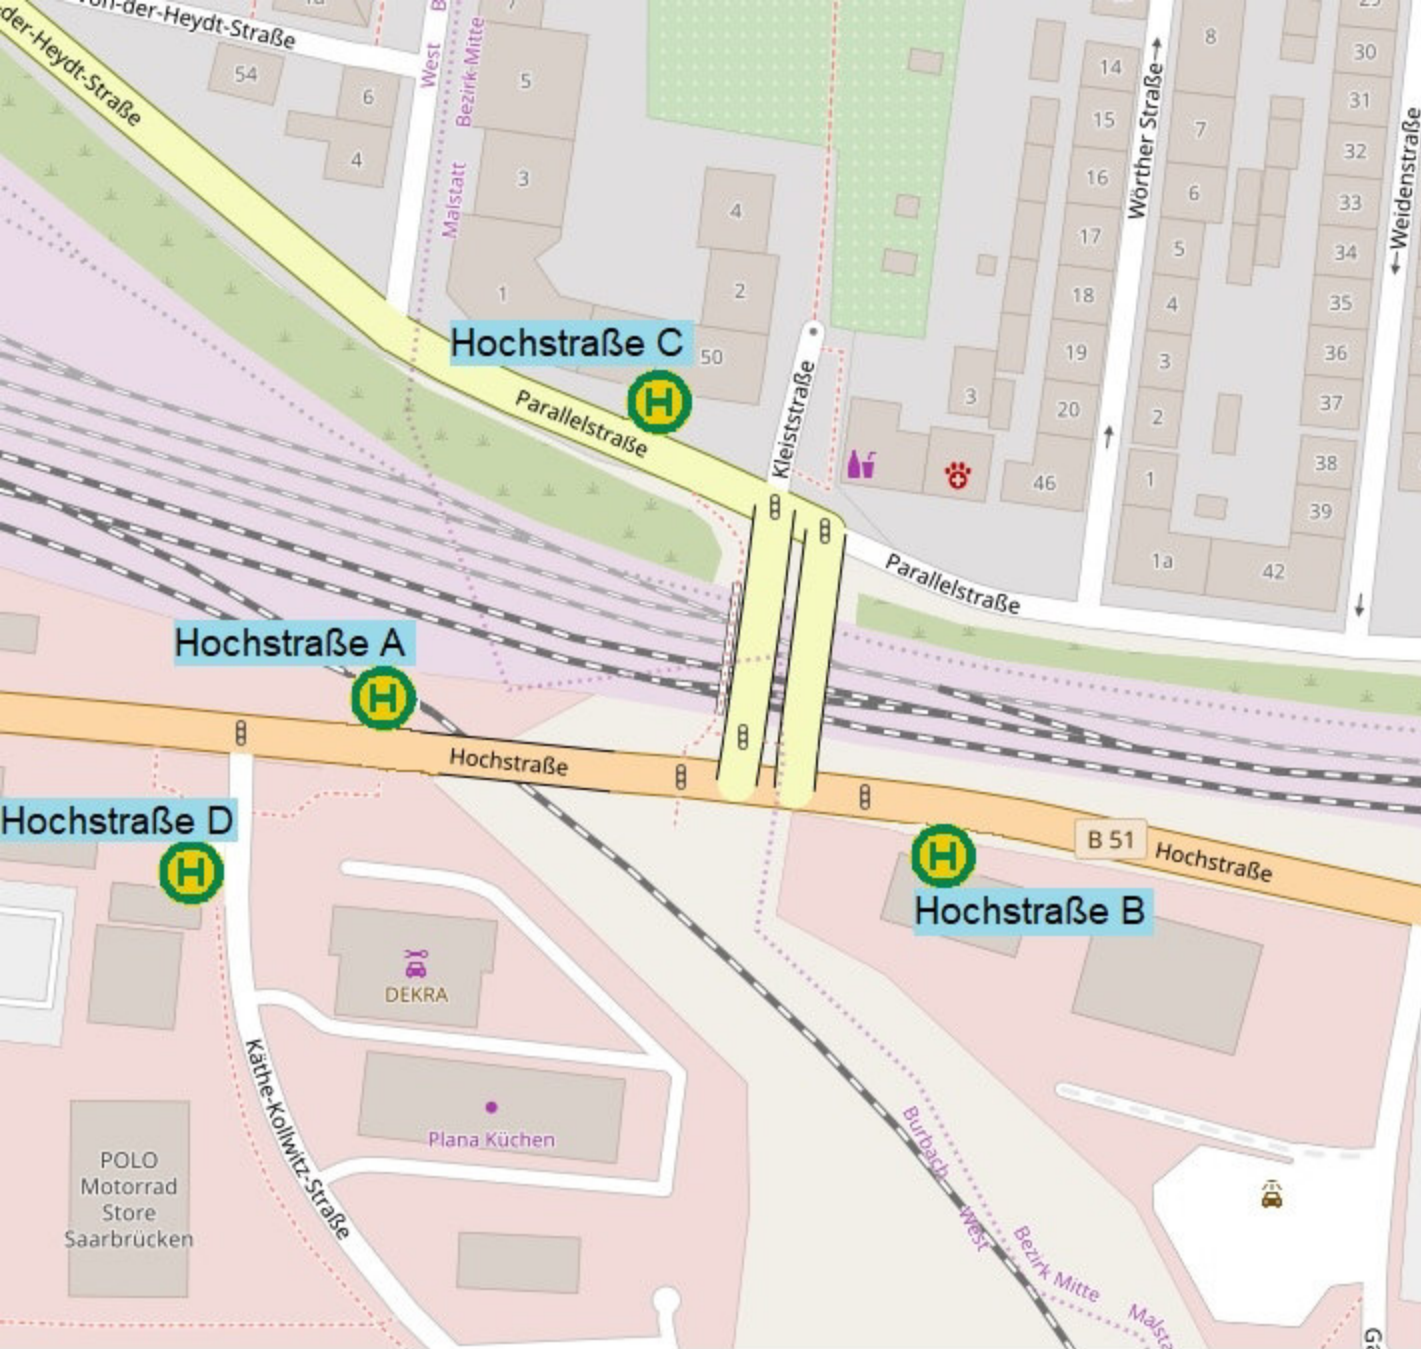 von-der-Heydt-Straße
-der-Heydt-Straße
West
Bezirk-Mitte
Malstatt
54
6
4
7
5
3
1
4
2
50
8
7
6
5
4
3
2
1
1a
42
14
15
16
17
18
19
20
46
3
30
31
32
33
34
35
36
37
38
39
Wörther Straße
Weidenstraße
Kleiststraße
Hochstraße C
Parallelstraße
Parallelstraße
Hochstraße A
Hochstraße
Hochstraße D
B 51
Hochstraße
Hochstraße B
DEKRA
Käthe-Kollwitz-Straße
Plana Küchen
POLO
Motorrad
Store
Saarbrücken
Burbach
West
Bezirk Mitte
Malsta